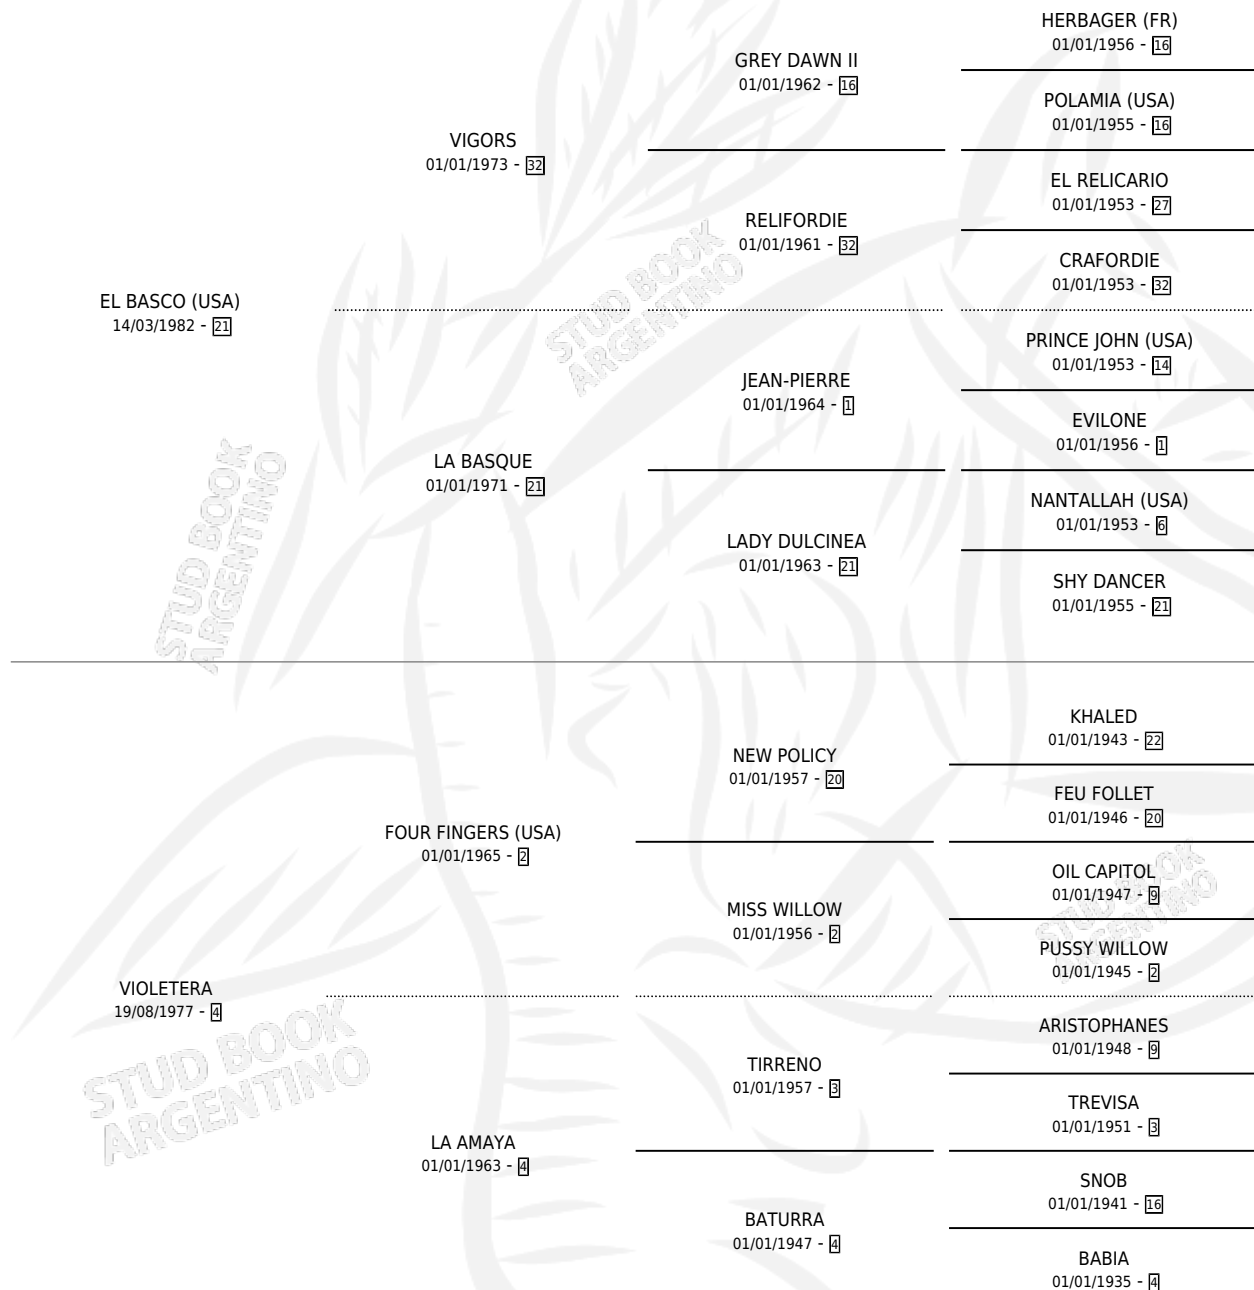 HERBAGER (FR)
01/01/1956 - 16
GREY DAWN II
01/01/1962 - 16
POLAMIA (USA)
01/01/1955 - 16
VIGORS
01/01/1973 - 32
EL RELICARIO
01/01/1953 - 27
RELIFORDIE
01/01/1961 - 32
CRAFORDIE
01/01/1953 - 32
EL BASCO (USA)
14/03/1982 - 21
PRINCE JOHN (USA)
01/01/1953 - 14
JEAN-PIERRE
01/01/1964 - 1
EVILONE
01/01/1956 - 1
LA BASQUE
01/01/1971 - 21
NANTALLAH (USA)
01/01/1953 - 6
LADY DULCINEA
01/01/1963 - 21
SHY DANCER
01/01/1955 - 21
STUD BOOK
ARGENTINO
STUD BOOK
ARGENTINO
KHALED
01/01/1943 - 22
NEW POLICY
01/01/1957 - 20
FEU FOLLET
01/01/1946 - 20
FOUR FINGERS (USA)
01/01/1965 - 2
OIL CAPITOL
01/01/1947 - 9
MISS WILLOW
01/01/1956 - 2
PUSSY WILLOW
01/01/1945 - 2
STUD BOOK
ARGENTINO
VIOLETERA
19/08/1977 - 4
ARISTOPHANES
01/01/1948 - 9
TIRRENO
01/01/1957 - 3
TREVISA
01/01/1951 - 3
LA AMAYA
01/01/1963 - 4
SNOB
01/01/1941 - 16
BATURRA
01/01/1947 - 4
BABIA
01/01/1935 - 4
STUD BOOK
ARGENTINO